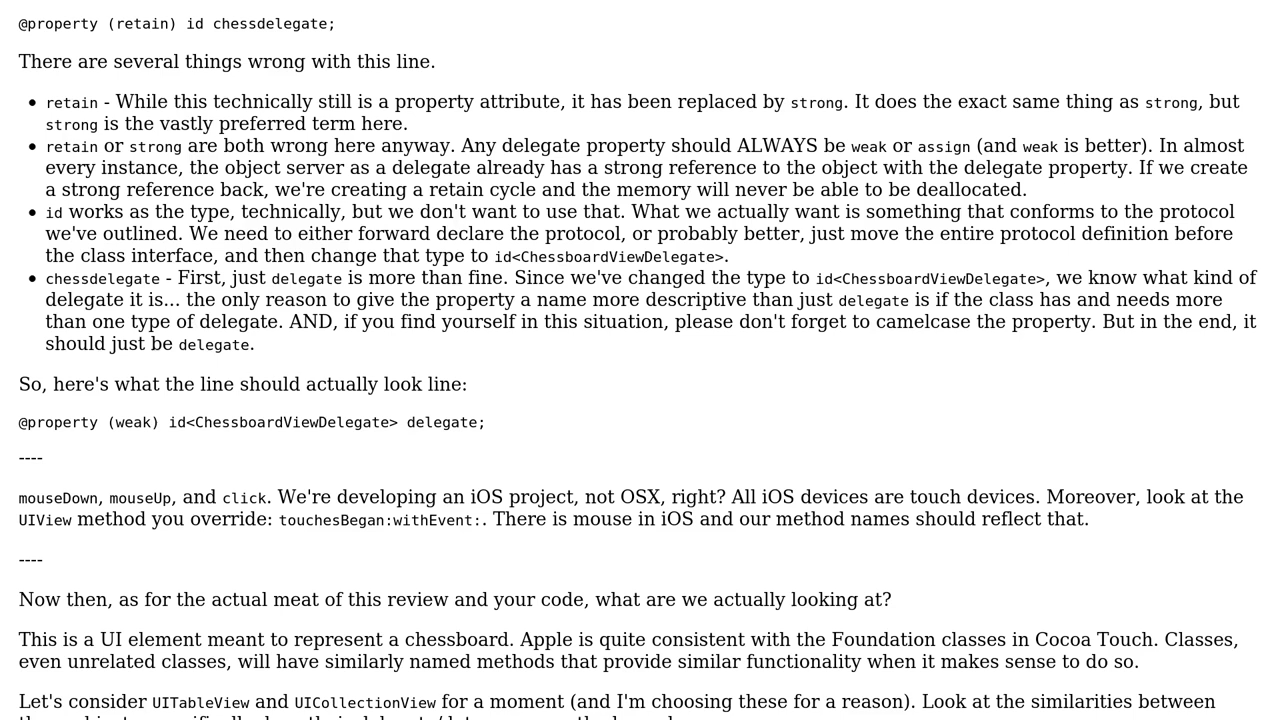 @property (retain) id chessdelegate;
There are several things wrong with this line.
• retain - While this technically still is a property attribute, it has been replaced by strong. It does the exact same thing as strong, but
strong is the vastly preferred term here.
• retain or strong are both wrong here anyway. Any delegate property should ALWAYS be weak or assign (and weak is better). In almost
every instance, the object server as a delegate already has a strong reference to the object with the delegate property. If we create
a strong reference back, we're creating a retain cycle and the memory will never be able to be deallocated.
• id works as the type, technically, but we don't want to use that. What we actually want is something that conforms to the protocol
we've outlined. We need to either forward declare the protocol, or probably better, just move the entire protocol definition before
the class interface, and then change that type to id<ChessboardViewDelegate>.
• chessdelegate - First, just delegate is more than fine. Since we've changed the type to id<ChessboardViewDelegate>, we know what kind of
delegate it is... the only reason to give the property a name more descriptive than just delegate is if the class has and needs more
than one type of delegate. AND, if you find yourself in this situation, please don't forget to camelcase the property. But in the end, it
should just be delegate.
So, here's what the line should actually look line:
@property (weak) id<ChessboardViewDelegate> delegate;
----
mouseDown, mouseUp, and click. We're developing an iOS project, not OSX, right? All iOS devices are touch devices. Moreover, look at the
UIView method you override: touchesBegan:withEvent:. There is mouse in iOS and our method names should reflect that.
----
Now then, as for the actual meat of this review and your code, what are we actually looking at?
This is a UI element meant to represent a chessboard. Apple is quite consistent with the Foundation classes in Cocoa Touch. Classes,
even unrelated classes, will have similarly named methods that provide similar functionality when it makes sense to do so.
Let's consider UITableView and UICollectionView for a moment (and I'm choosing these for a reason). Look at the similarities between